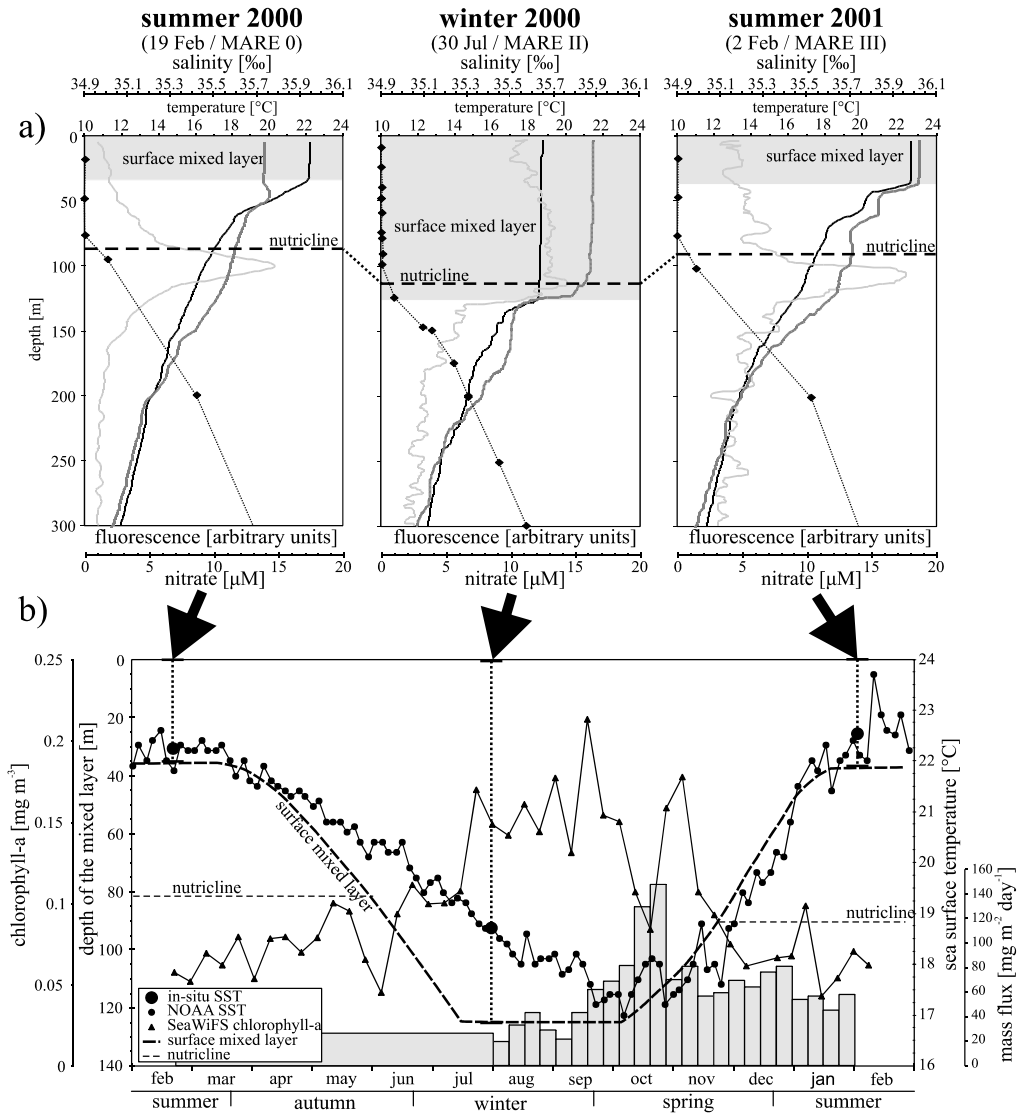 summer 2000 winter 2000 summer 2001
(19 Feb / MARE 0) (30 Jul / MARE II) (2 Feb / MARE III)
salinity [‰] salinity [‰] salinity [‰]
34.9 35.1 35.3 35.5 35.7 35.9 36.1 34.9 35.1 35.3 35.5 35.7 35.9 36.1 34.9 35.1 35.3 35.5 35.7 35.9 36.1
temperature [°C] temperature [°C] temperature [°C]
a)
10 12 14 16 18 20 22 24 10 12 14 16 18 20 22 24 10 12 14 16 18 20 22 24
0
surface mixed layer surface mixed layer
50
surface mixed layer
nutricline nutricline
100
nutricline
depth [m]
150
200
250
300
fluorescence [arbitrary units] fluorescence [arbitrary units] fluorescence [arbitrary units]
0 5 10 15 20 0 5 10 15 20 0 5 10 15 20
nitrate [µM] nitrate [µM] nitrate [µM]
b)
0.25 0 24
20 23
0.2
40 22
0.15
60 21
20
0.1
80 19
100 18
0.05
120 17
0 140 16
chlorophyll-a [mg m-3]
depth of the mixed layer [m]
surface mixed layer
nutricline
nutricline
sea surface temperature [°C]
160
140
120
100
80
60
40
20
0
mass flux [mg m-2 day-1]
in-situ SST
NOAA SST
SeaWiFS chlorophyll-a
surface mixed layer
nutricline
feb mar apr may jun jul aug sep oct nov dec jan feb
summer autumn winter spring summer